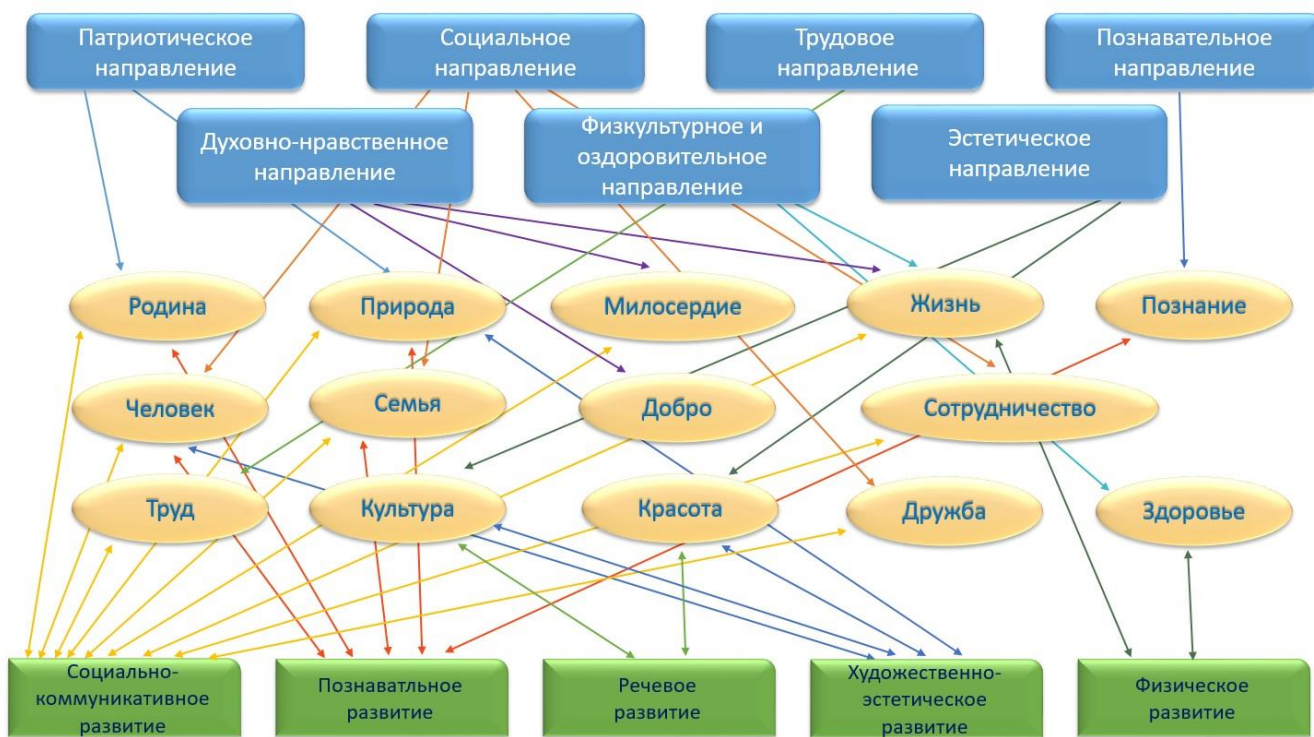 Патриотическое
направление
Социальное
направление
Трудовое
направление
Познавательное
направление
Духовно-нравственное
направление
Физкультурное и
оздоровительное
направление
Эстетическое
направление
Родина
Природа
Милосердие
Жизнь
Познание
Человек
Семья
Добро
Сотрудничество
Труд
Культура
Красота
Дружба
Здоровье
Социально-
коммуникативное
развитие
Познаватльное
развитие
Речевое
развитие
Художественно-
эстетическое
развитие
Физическое
развитие